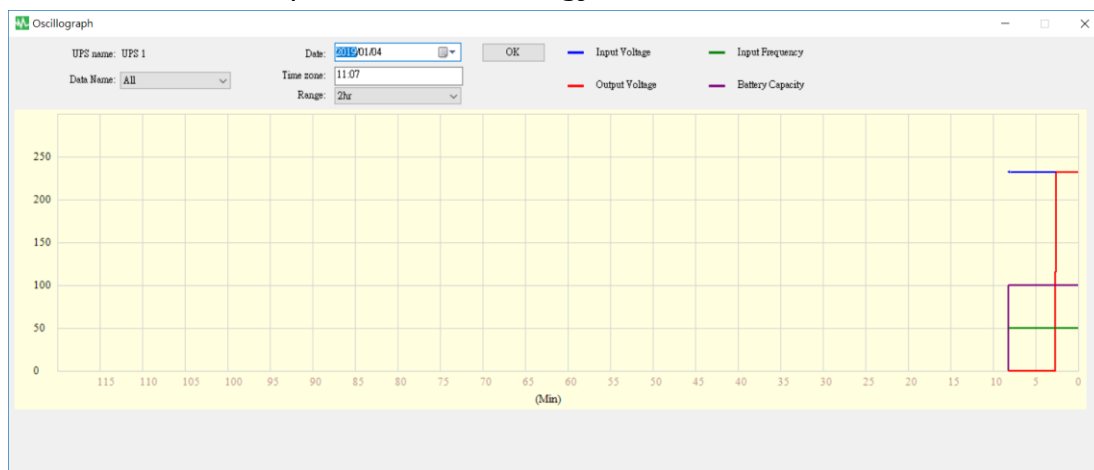 Oscillograph
UPS name: UPS 1
Date: 2019/01/04
OK
Input Voltage
Input Frequency
Data Name: All
Time zone: 11:07
Output Voltage
Battery Capacity
Range: 2hr
250
200
150
100
50
0
115 110 105 100 95 90 85 80 75 70 65 60 55 50 45 40 35 30 25 20 15 10 5 0
(Min)